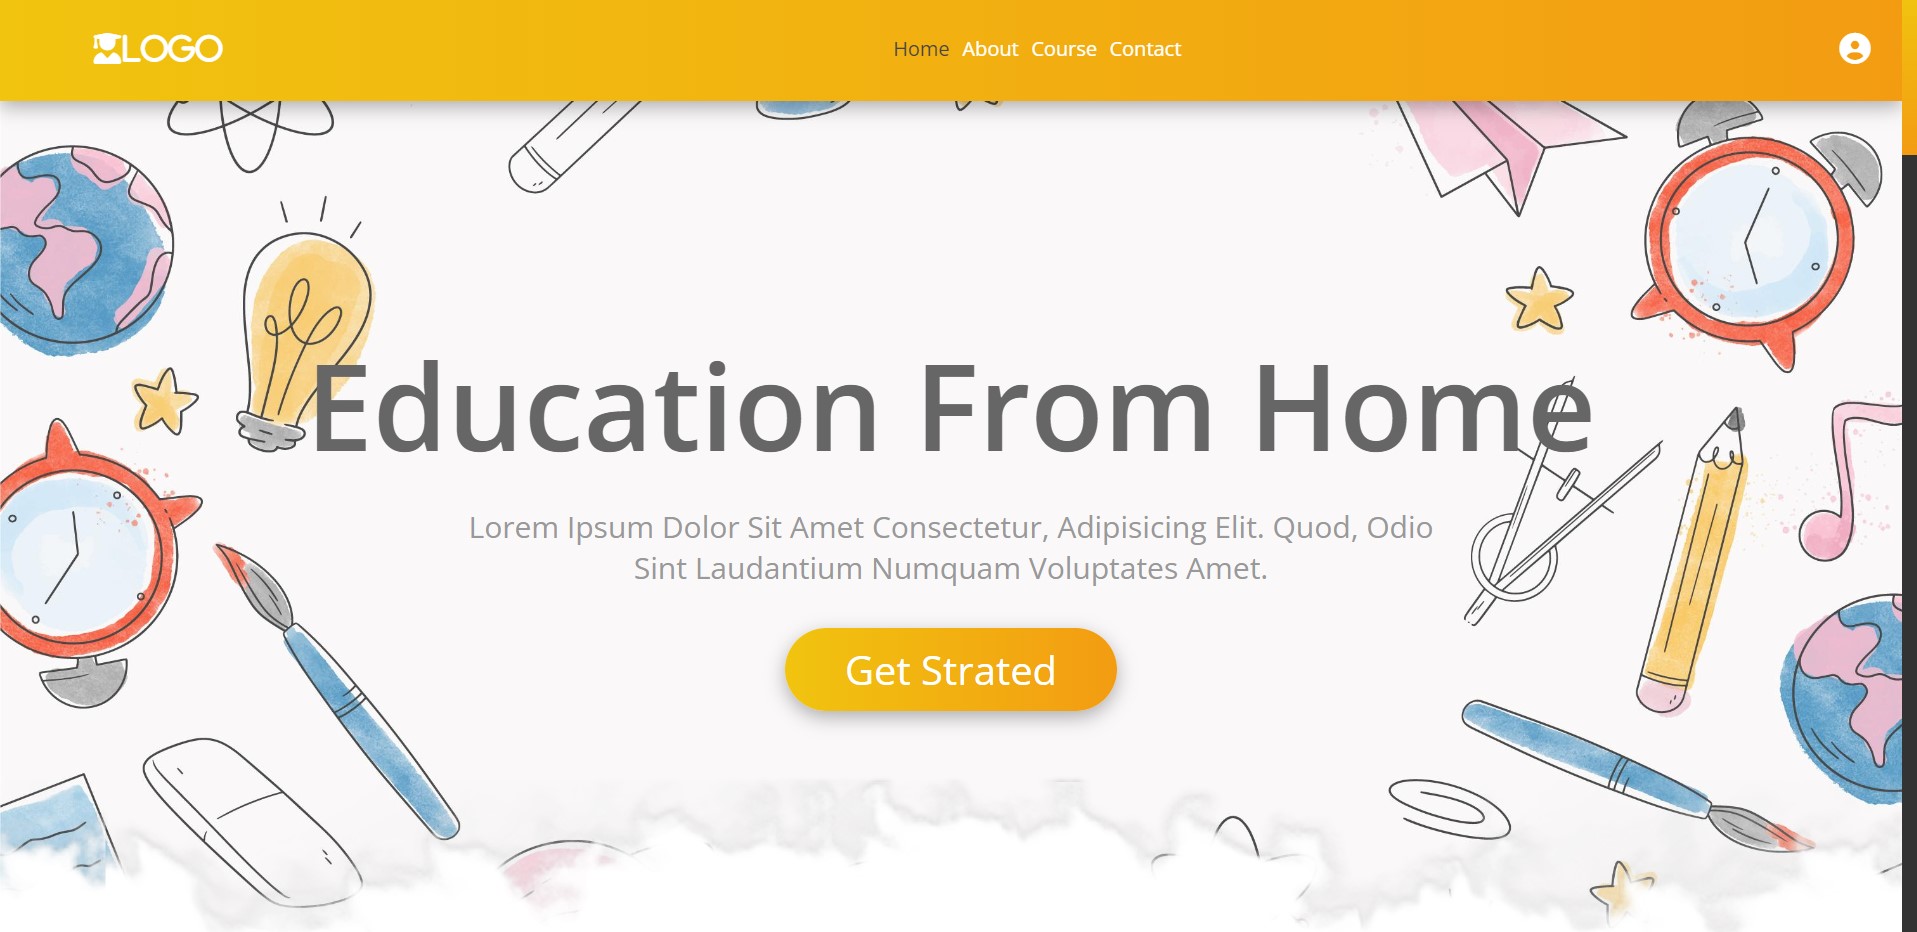 LOGO
Home About Course Contact
Education From Home
Lorem Ipsum Dolor Sit Amet Consectetur, Adipisicing Elit. Quod, Odio
Sint Laudantium Numquam Voluptates Amet.
Get Strated